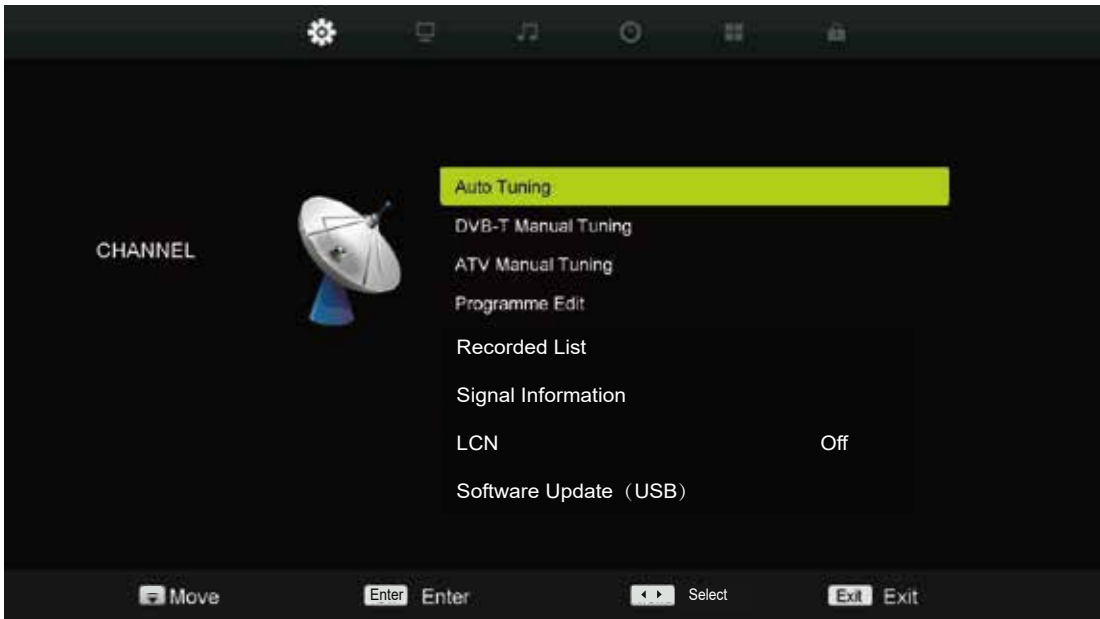 Auto Tuning
DVB-T Manual Tuning
CHANNEL
ATV Manual Tuning
Programme Edit
Recorded List
Signal Information
LCN Off
Software Update（USB）
Move Enter Enter Select Exit Exit